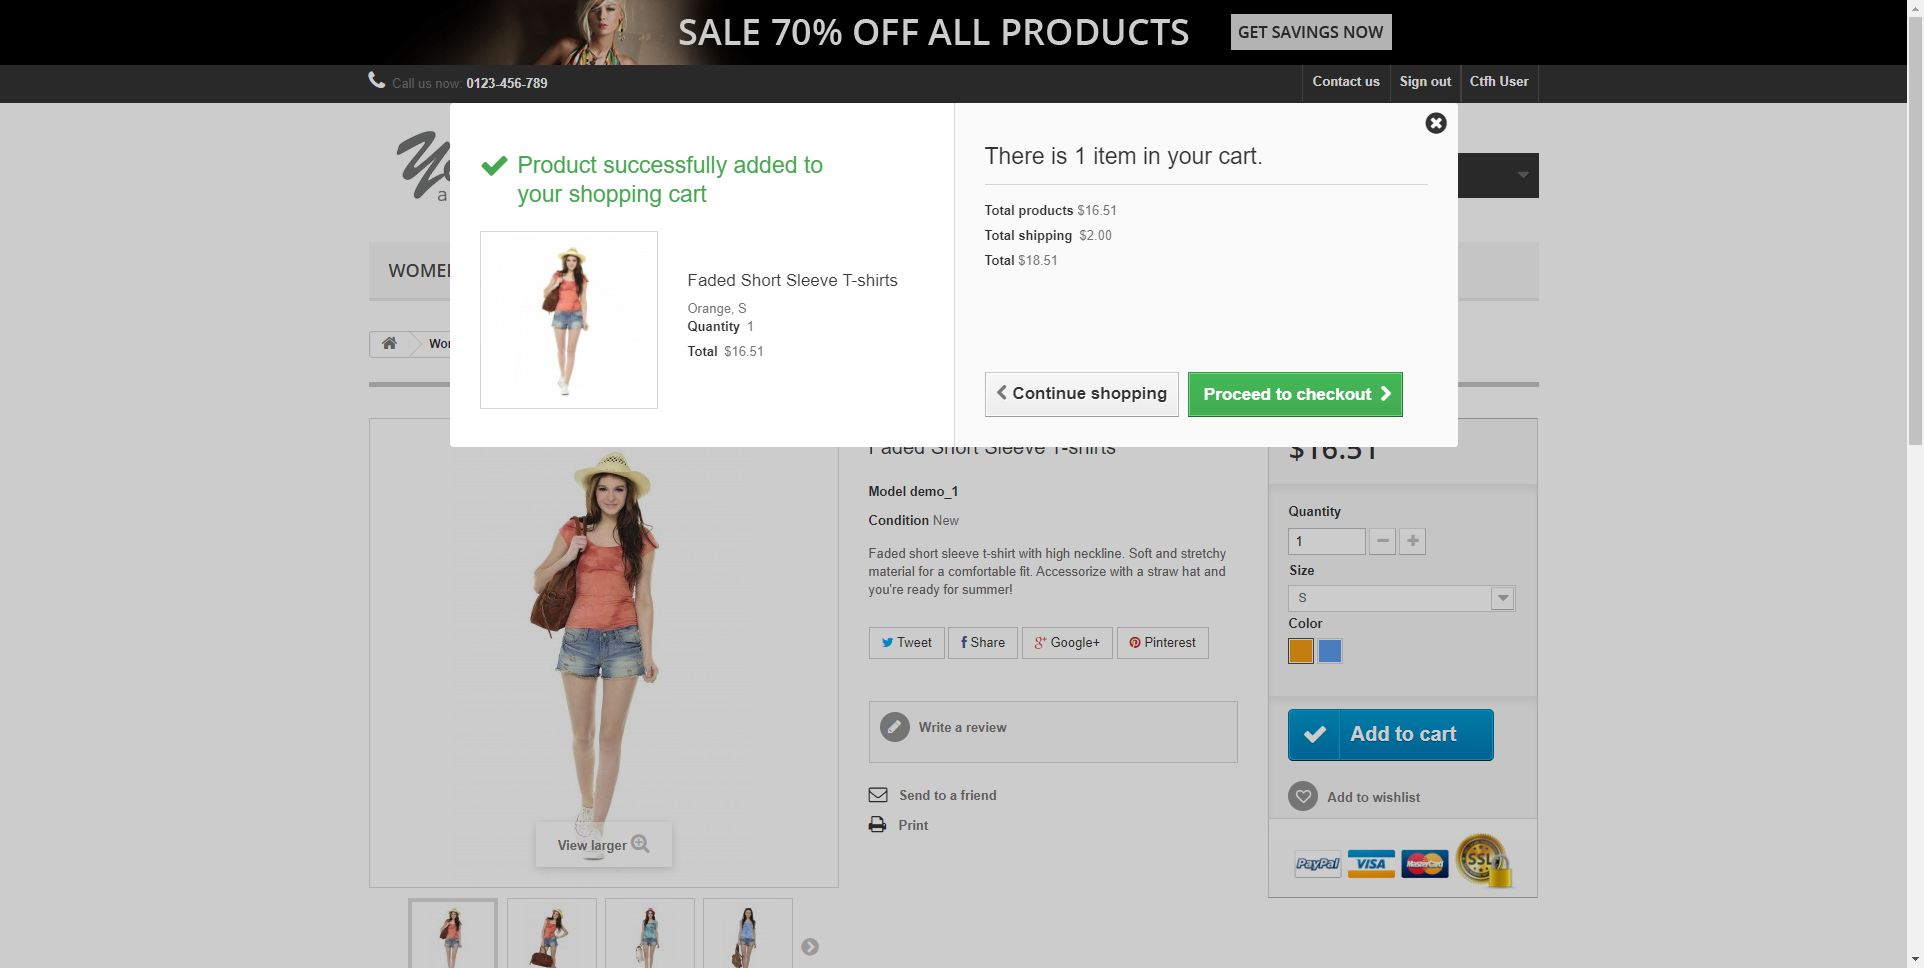 SALE 70% OFF ALL PRODUCTS
GET SAVINGS NOW
Call us now: 0123-456-789
Contact us
Sign out
Ctfh User
Product successfully added to
your shopping cart
Faded Short Sleeve T-shirts
Orange, S
Quantity 1
Total $16.51
There is 1 item in your cart.
Total products $16.51
Total shipping $2.00
Total $18.51
Continue shopping
Proceed to checkout
Faded Short Sleeve T-shirts
Model demo_1
Condition New
Faded short sleeve t-shirt with high neckline. Soft and stretchy
material for a comfortable fit. Accessorize with a straw hat and
you're ready for summer!
Tweet
Share
Google+
Pinterest
Write a review
Send to a friend
Print
View larger
$16.51
Quantity
1
Size
S
Color
Add to cart
Add to wishlist
PayPal
VISA
MasterCard
SSL